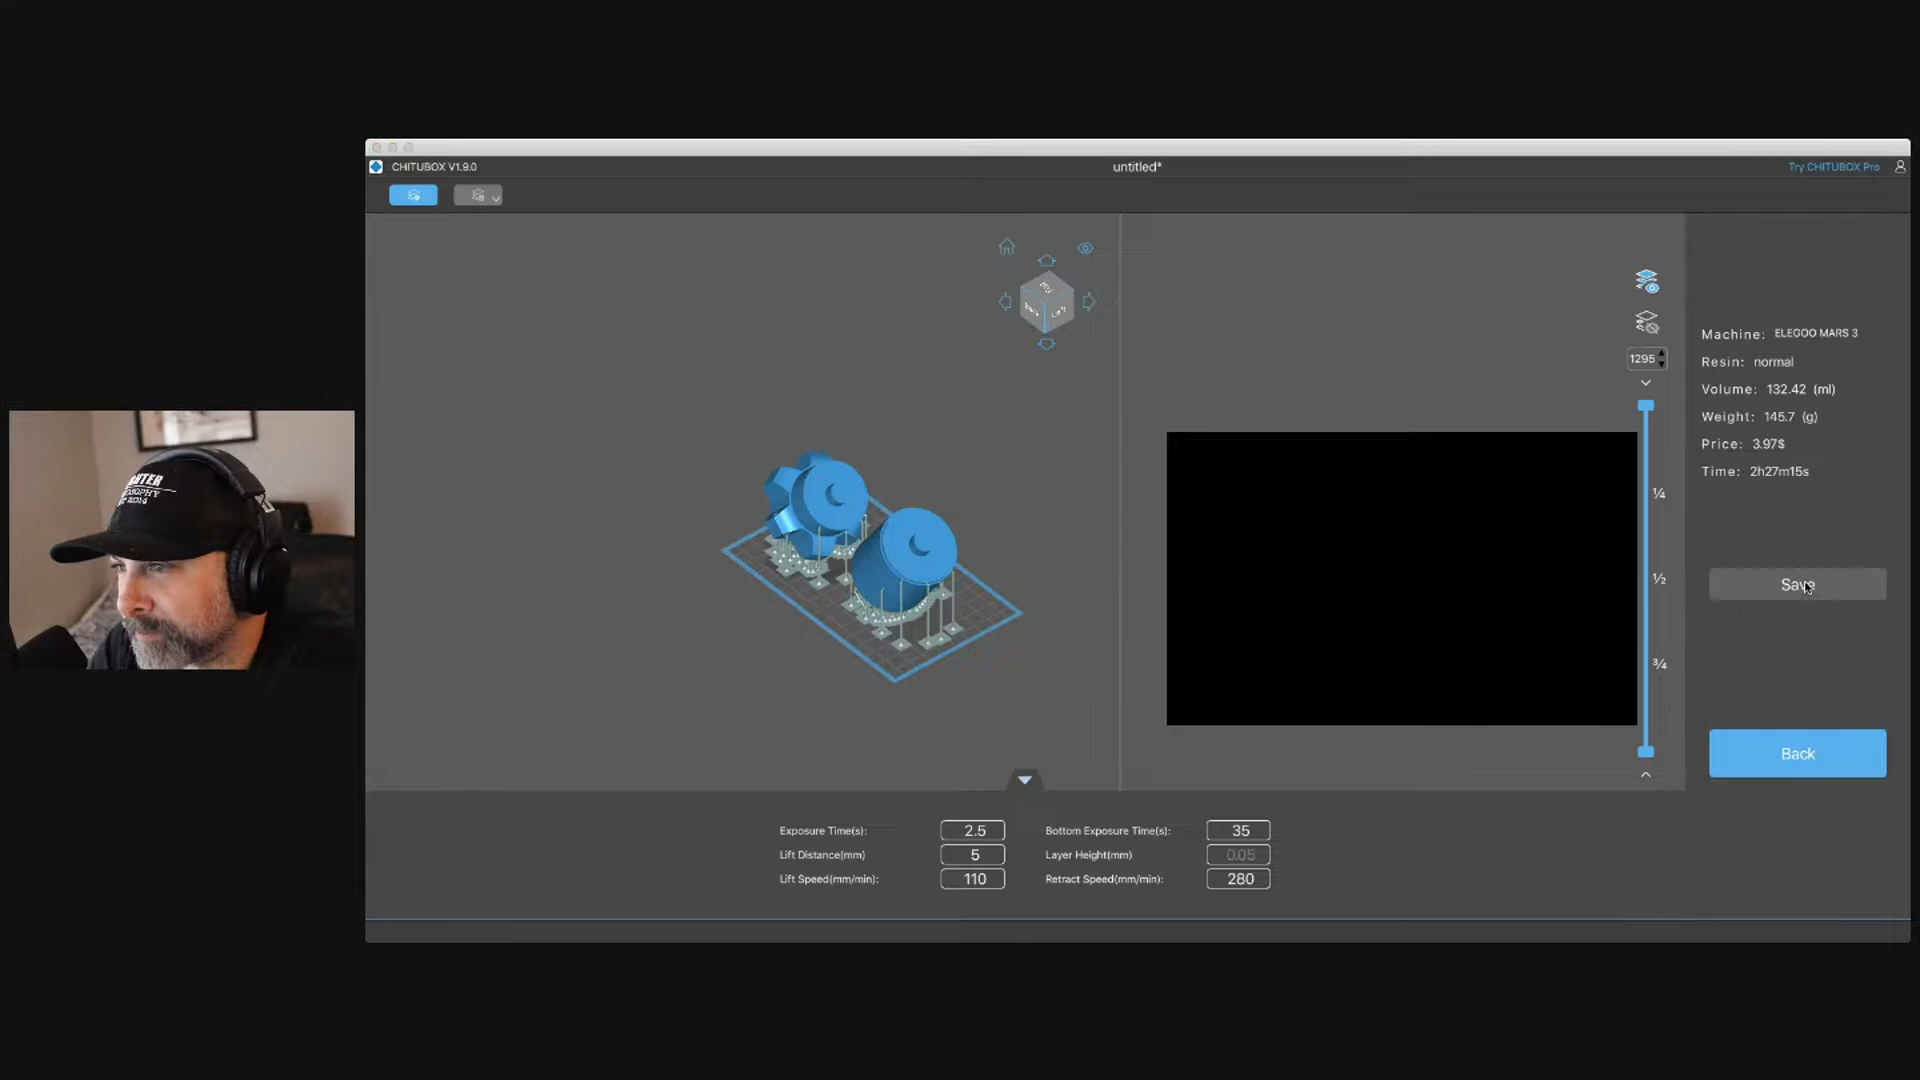 CHITUBOX V1.9.0
untitled*
Try CHITUBOX Pro
1295
Machine: ELEGOO MARS 3
Resin: normal
Volume: 132.42 (ml)
Weight: 145.7 (g)
Price: 3.97$
Time: 2h27m15s
1/4
1/2
3/4
Save
Back
Exposure Time(s): 2.5
Bottom Exposure Time(s): 35
Lift Distance(mm) 5
Layer Height(mm) 0.05
Lift Speed(mm/min): 110
Retract Speed(mm/min): 280